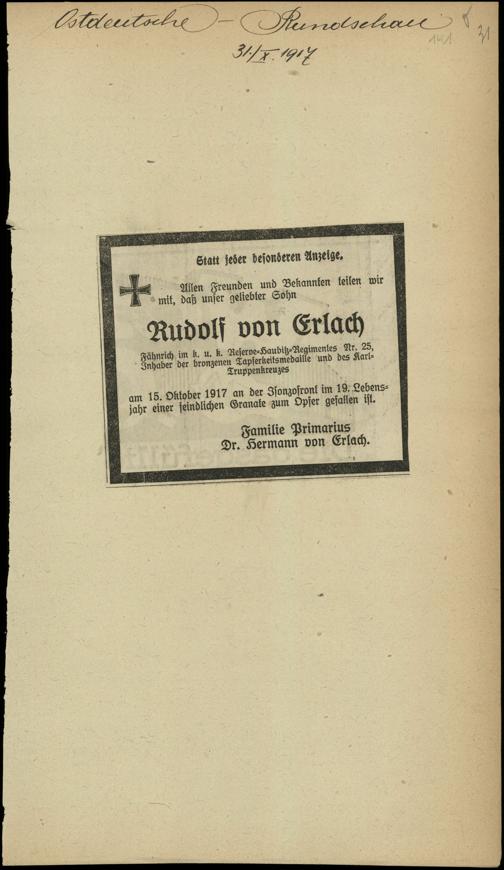 Ostdeutsche - Rundschau
31
141
31./X. 1917
Statt jeder besonderen Anzeige.
Allen Freunden und Bekannten teilen wir
mit, daß unser geliebter Sohn
Rudolf von Erlach
Fähnrich im k. u. k. Reserve-Haubitz-Regimentes Nr. 25,
Inhaber der bronzenen Tapferkeitsmedaille und des Karl-
Truppenkreuzes
am 15. Oktober 1917 an der Isonzofront im 19. Lebens-
jahr einer feindlichen Granate zum Opfer gefallen ist.
Familie Primarius
Dr. Hermann von Erlach.